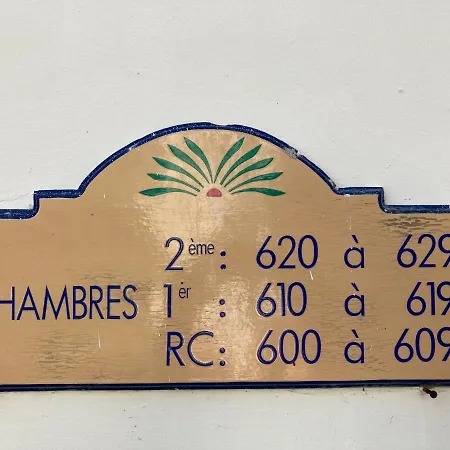 2ème : 620 à 629
HAMBRES 1er : 610 à 619
RC : 600 à 609